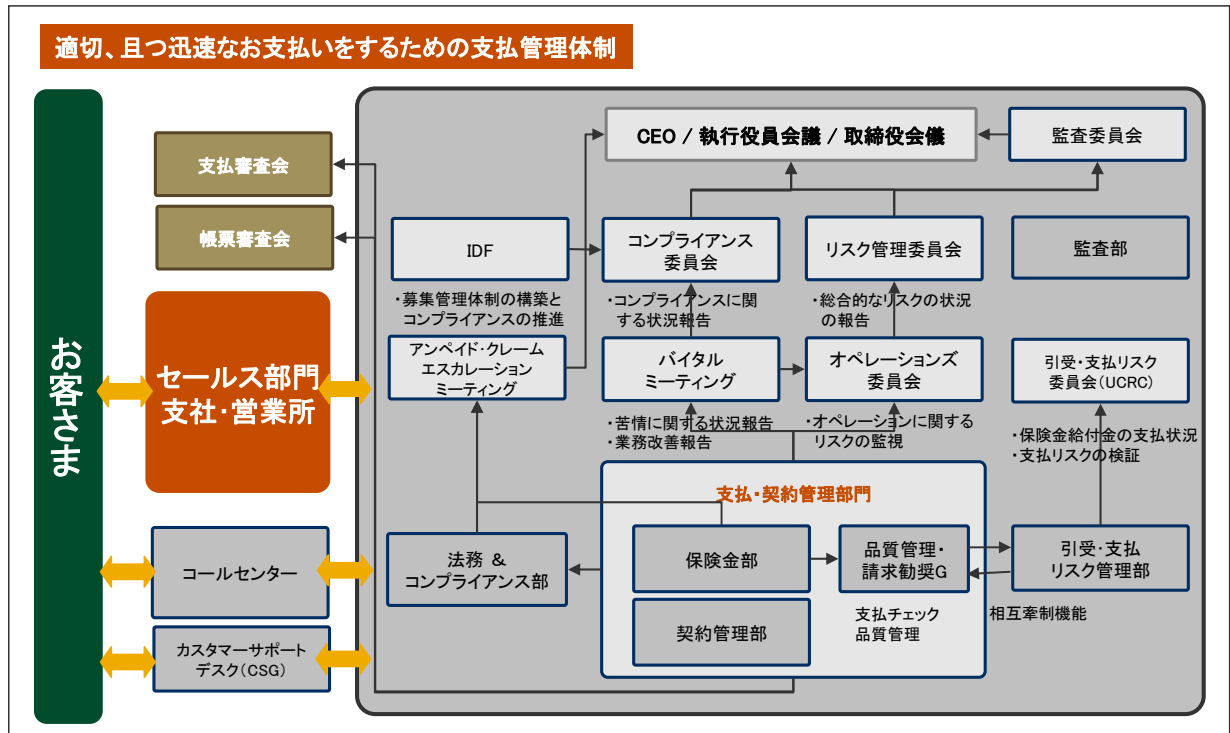 適切、且つ迅速なお支払いをするための支払管理体制
お客さま
支払審査会
帳票審査会
セールス部門
支社・営業所
コールセンター
カスタマーサポート
デスク(CSG)
CEO / 執行役員会議 / 取締役会儀
監査委員会
IDF
・募集管理体制の構築と
コンプライアンスの推進
コンプライアンス
委員会
・コンプライアンスに関
する状況報告
リスク管理委員会
・総合的なリスクの状況
の報告
監査部
アンペイド・クレーム
エスカレーション
ミーティング
バイタル
ミーティング
・苦情に関する状況報告
・業務改善報告
オペレーションズ
委員会
・オペレーションに関する
リスクの監視
引受・支払リスク
委員会(UCRC)
・保険金給付金の支払状況
・支払リスクの検証
支払・契約管理部門
法務 &
コンプライアンス部
保険金部
品質管理・
請求勧奨G
引受・支払
リスク管理部
契約管理部
支払チェック
品質管理
相互牽制機能